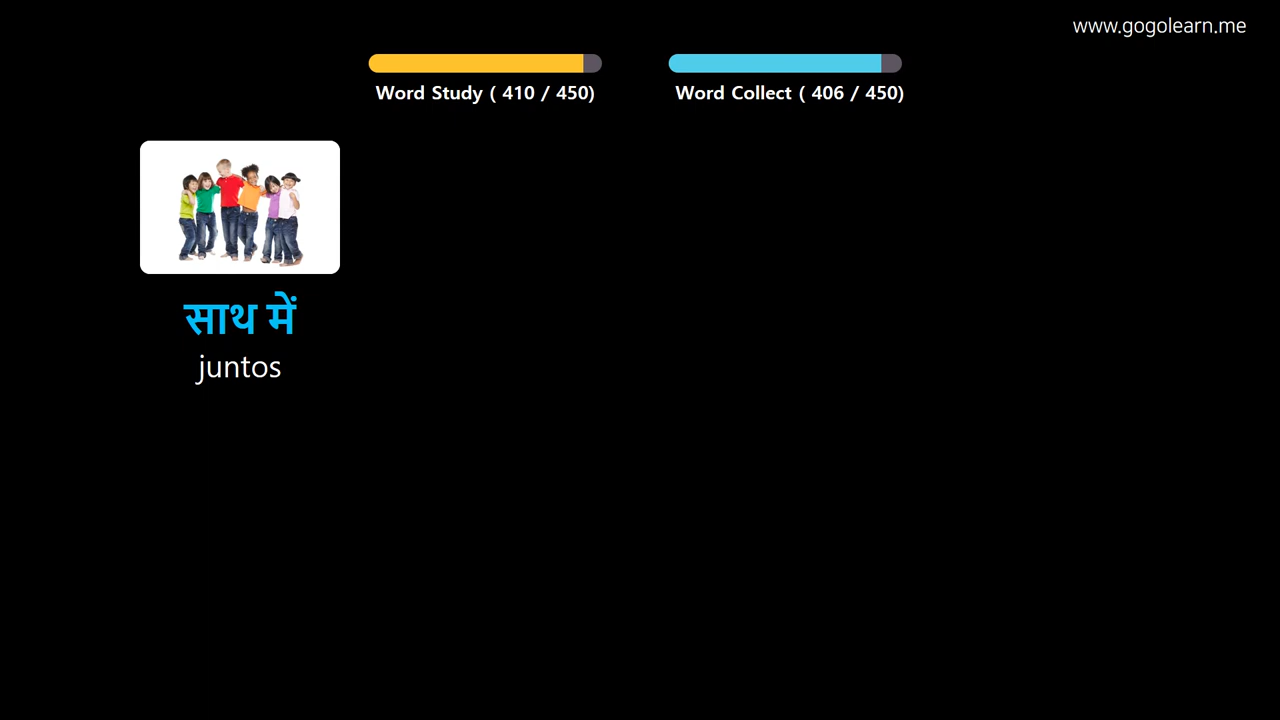 www.gogolearn.me
Word Study ( 410 / 450)
Word Collect ( 406 / 450)
साथ में
juntos